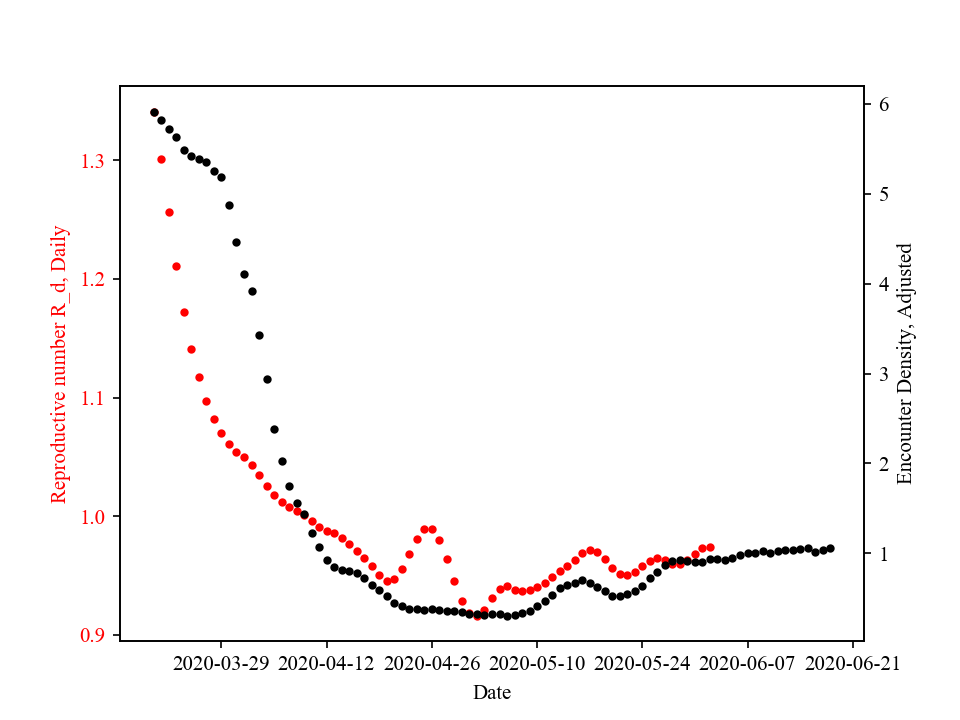 Reproductive number R_d, Daily
1.3
1.2
1.1
1.0
0.9
6
5
4
3
2
1
Encounter Density, Adjusted
2020-03-29 2020-04-12 2020-04-26 2020-05-10 2020-05-24 2020-06-07 2020-06-21
Date